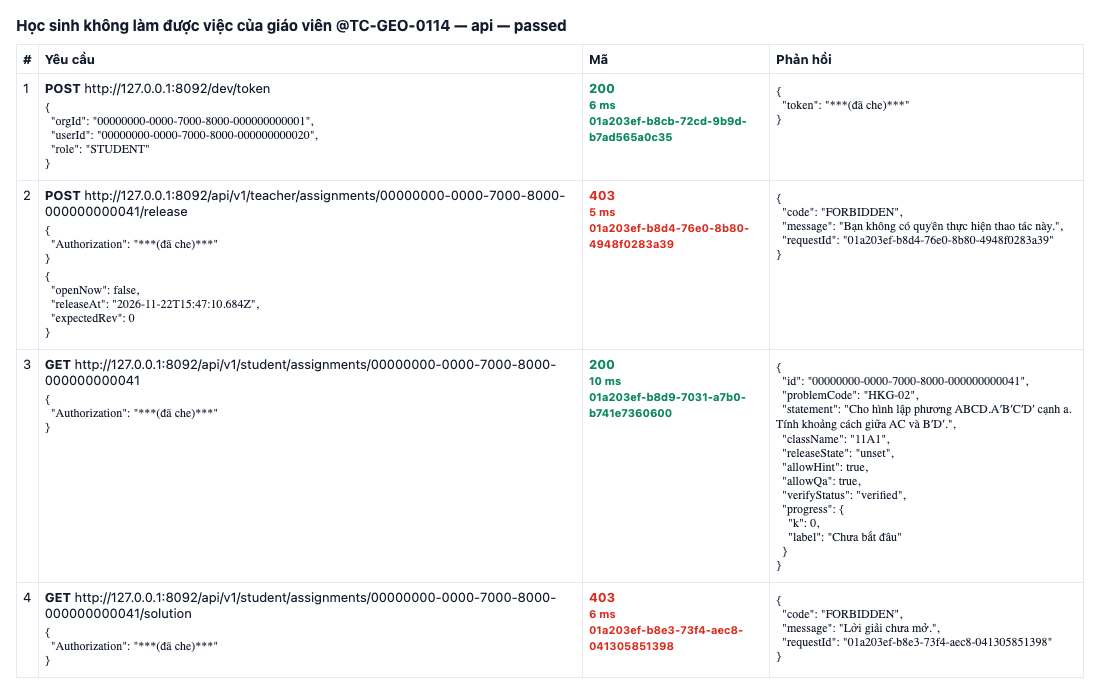 Học sinh không làm được việc của giáo viên @TC-GEO-0114 — api — passed
# Yêu cầu Mã Phản hồi
1 POST http://127.0.0.1:8092/dev/token
{
"orgId": "00000000-0000-7000-8000-000000000001",
"userId": "00000000-0000-7000-8000-000000000020",
"role": "STUDENT"
}
200
6 ms
01a203ef-b8cb-72cd-9b9d-
b7ad565a0c35
{
"token": "***(đã che)***"
}
2 POST http://127.0.0.1:8092/api/v1/teacher/assignments/00000000-0000-7000-8000-
000000000041/release
{
"Authorization": "***(đã che)***"
}
{
"openNow": false,
"releaseAt": "2026-11-22T15:47:10.684Z",
"expectedRev": 0
}
403
5 ms
01a203ef-b8d4-76e0-8b80-
4948f0283a39
{
"code": "FORBIDDEN",
"message": "Bạn không có quyền thực hiện thao tác này.",
"requestId": "01a203ef-b8d4-76e0-8b80-4948f0283a39"
}
3 GET http://127.0.0.1:8092/api/v1/student/assignments/00000000-0000-7000-8000-
000000000041
{
"Authorization": "***(đã che)***"
}
200
10 ms
01a203ef-b8d9-7031-a7b0-
b741e7360600
{
"id": "00000000-0000-7000-8000-000000000041",
"problemCode": "HKG-02",
"statement": "Cho hình lập phương ABCD.A′B′C′D′ cạnh a.
Tính khoảng cách giữa AC và B′D′.",
"className": "11A1",
"releaseState": "unset",
"allowHint": true,
"allowQa": true,
"verifyStatus": "verified",
"progress": {
"k": 0,
"label": "Chưa bắt đầu"
}
}
4 GET http://127.0.0.1:8092/api/v1/student/assignments/00000000-0000-7000-8000-
000000000041/solution
{
"Authorization": "***(đã che)***"
}
403
6 ms
01a203ef-b8e3-73f4-aec8-
041305851398
{
"code": "FORBIDDEN",
"message": "Lời giải chưa mở.",
"requestId": "01a203ef-b8e3-73f4-aec8-041305851398"
}